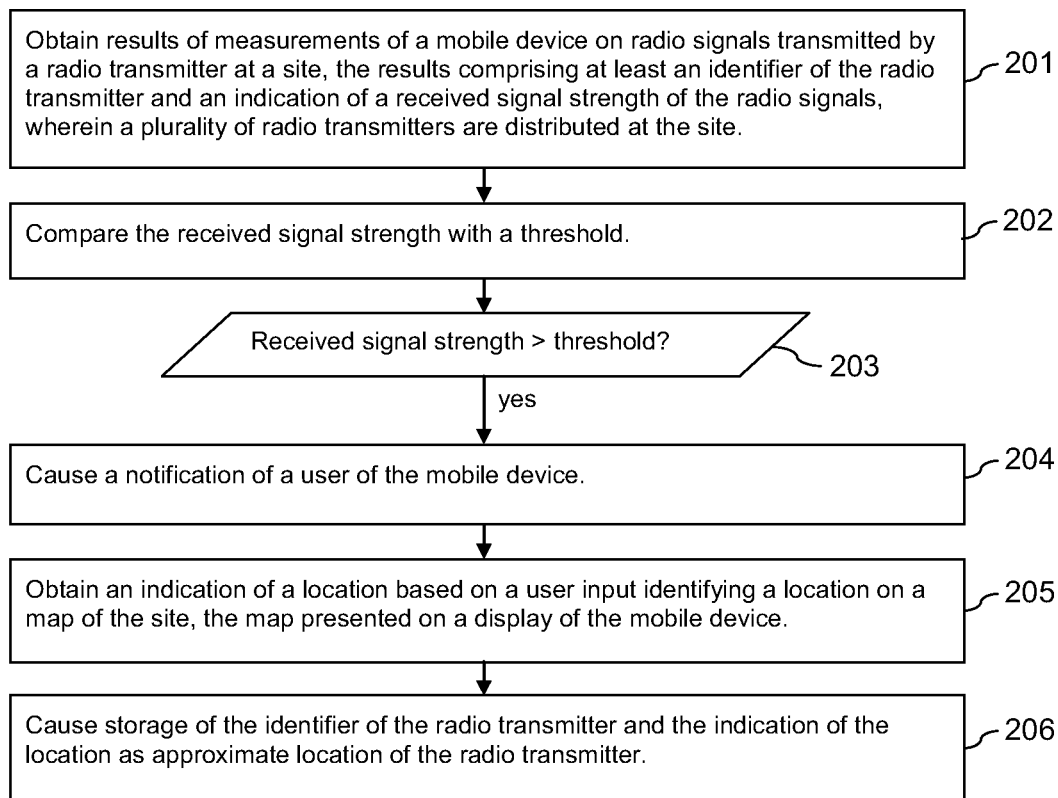 Obtain results of measurements of a mobile device on radio signals transmitted by
a radio transmitter at a site, the results comprising at least an identifier of the radio
transmitter and an indication of a received signal strength of the radio signals,
wherein a plurality of radio transmitters are distributed at the site.
201
Compare the received signal strength with a threshold.
202
Received signal strength > threshold?
203
yes
Cause a notification of a user of the mobile device.
204
Obtain an indication of a location based on a user input identifying a location on a
map of the site, the map presented on a display of the mobile device.
205
Cause storage of the identifier of the radio transmitter and the indication of the
location as approximate location of the radio transmitter.
206